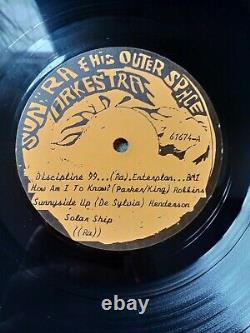 SUN RA & HIS OUTER SPACE
ARKESTRA
61674-A
Discipline 99...(Ra).Enterplan...BMI
How Am I To Know? (Parker/King) Robbins
Sunnyside Up (De Sylvia) Henderson
Solar Ship
((Ra))